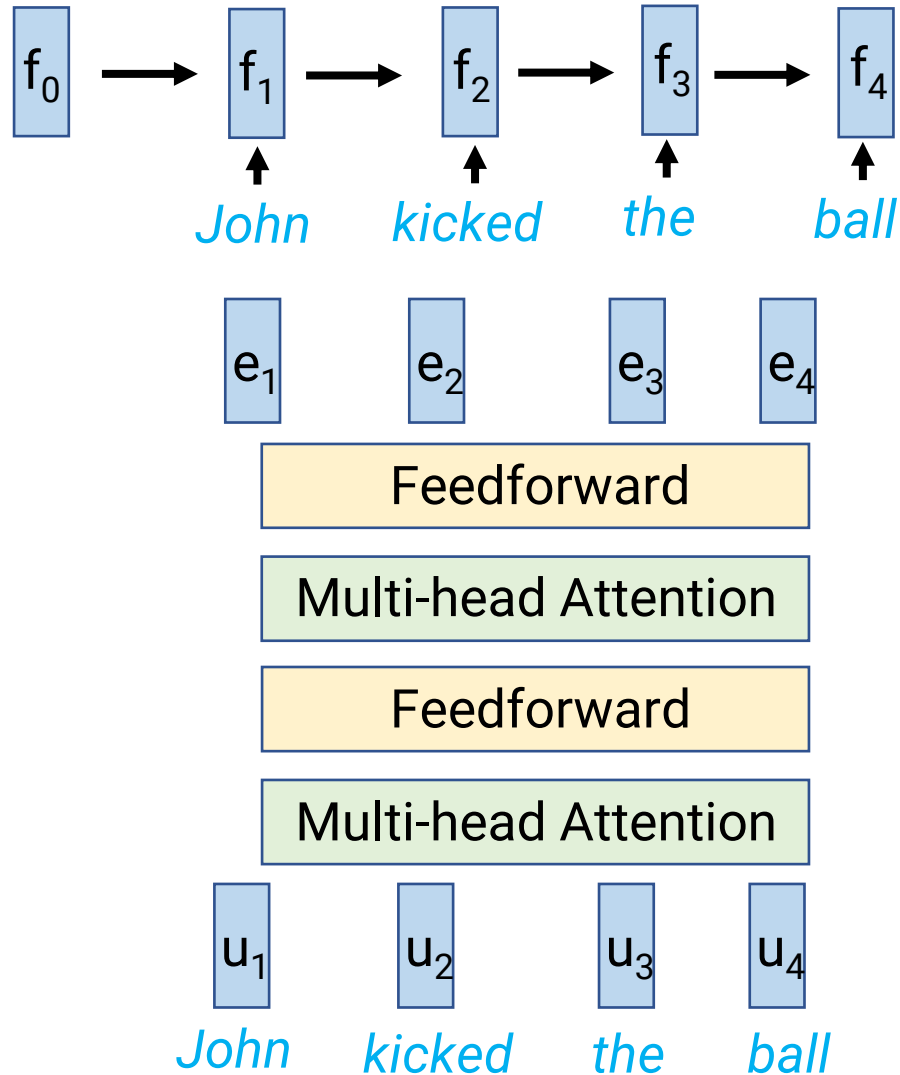 f₀ f₁ f₂ f₃ f₄
John kicked the ball
e₁ e₂ e₃ e₄
Feedforward
Multi-head Attention
Feedforward
Multi-head Attention
u₁ u₂ u₃ u₄
John kicked the ball